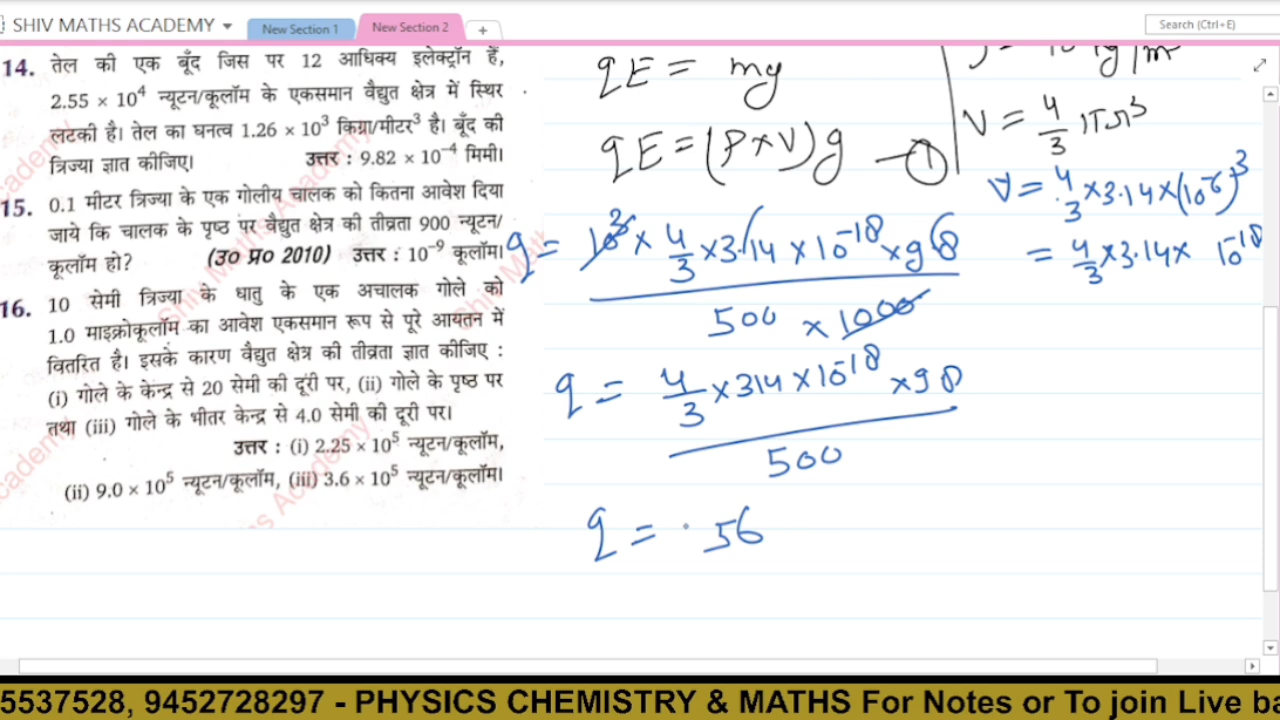 SHIV MATHS ACADEMY
New Section 1
New Section 2
+
Search (Ctrl+E)
14. तेल की एक बूँद जिस पर 12 आधिक्य इलेक्ट्रॉन हैं,
2.55 × 10⁴ न्यूटन/कूलॉम के एकसमान वैद्युत क्षेत्र में स्थिर
लटकी है। तेल का घनत्व 1.26 × 10³ किग्रा/मीटर³ है। बूँद की
त्रिज्या ज्ञात कीजिए। उत्तर : 9.82 × 10⁻⁴ मिमी।
15. 0.1 मीटर त्रिज्या के एक गोलीय चालक को कितना आवेश दिया
जाये कि चालक के पृष्ठ पर वैद्युत क्षेत्र की तीव्रता 900 न्यूटन/
कूलॉम हो? (उ० प्र० 2010) उत्तर : 10⁻⁹ कूलॉम।
16. 10 सेमी त्रिज्या के धातु के एक अचालक गोले को
1.0 माइक्रोकूलॉम का आवेश एकसमान रूप से पूरे आयतन में
वितरित है। इसके कारण वैद्युत क्षेत्र की तीव्रता ज्ञात कीजिए :
(i) गोले के केन्द्र से 20 सेमी की दूरी पर, (ii) गोले के पृष्ठ पर
तथा (iii) गोले के भीतर केन्द्र से 4.0 सेमी की दूरी पर।
उत्तर : (i) 2.25 × 10⁵ न्यूटन/कूलॉम,
(ii) 9.0 × 10⁵ न्यूटन/कूलॉम, (iii) 3.6 × 10⁵ न्यूटन/कूलॉम।
qE = mg
qE = (ρ×V)g —①
V = 4/3 πr³
V = 4/3 ×3.14×(10⁻⁶)³
= 4/3 ×3.14× 10⁻¹⁸
q = 10³ × 4/3 ×3.14 × 10⁻¹⁸ ×9.8
500 × 1000
q = 4/3 ×314×10⁻¹⁸ ×98
500
q = . 56
5537528, 9452728297 - PHYSICS CHEMISTRY & MATHS For Notes or To join Live ba